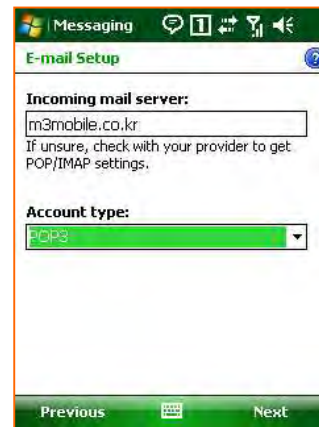 Messaging
1
E-mail Setup
?
Incoming mail server:
m3mobile.co.kr
If unsure, check with your provider to get
POP/IMAP settings.
Account type:
POP3
Previous
Next